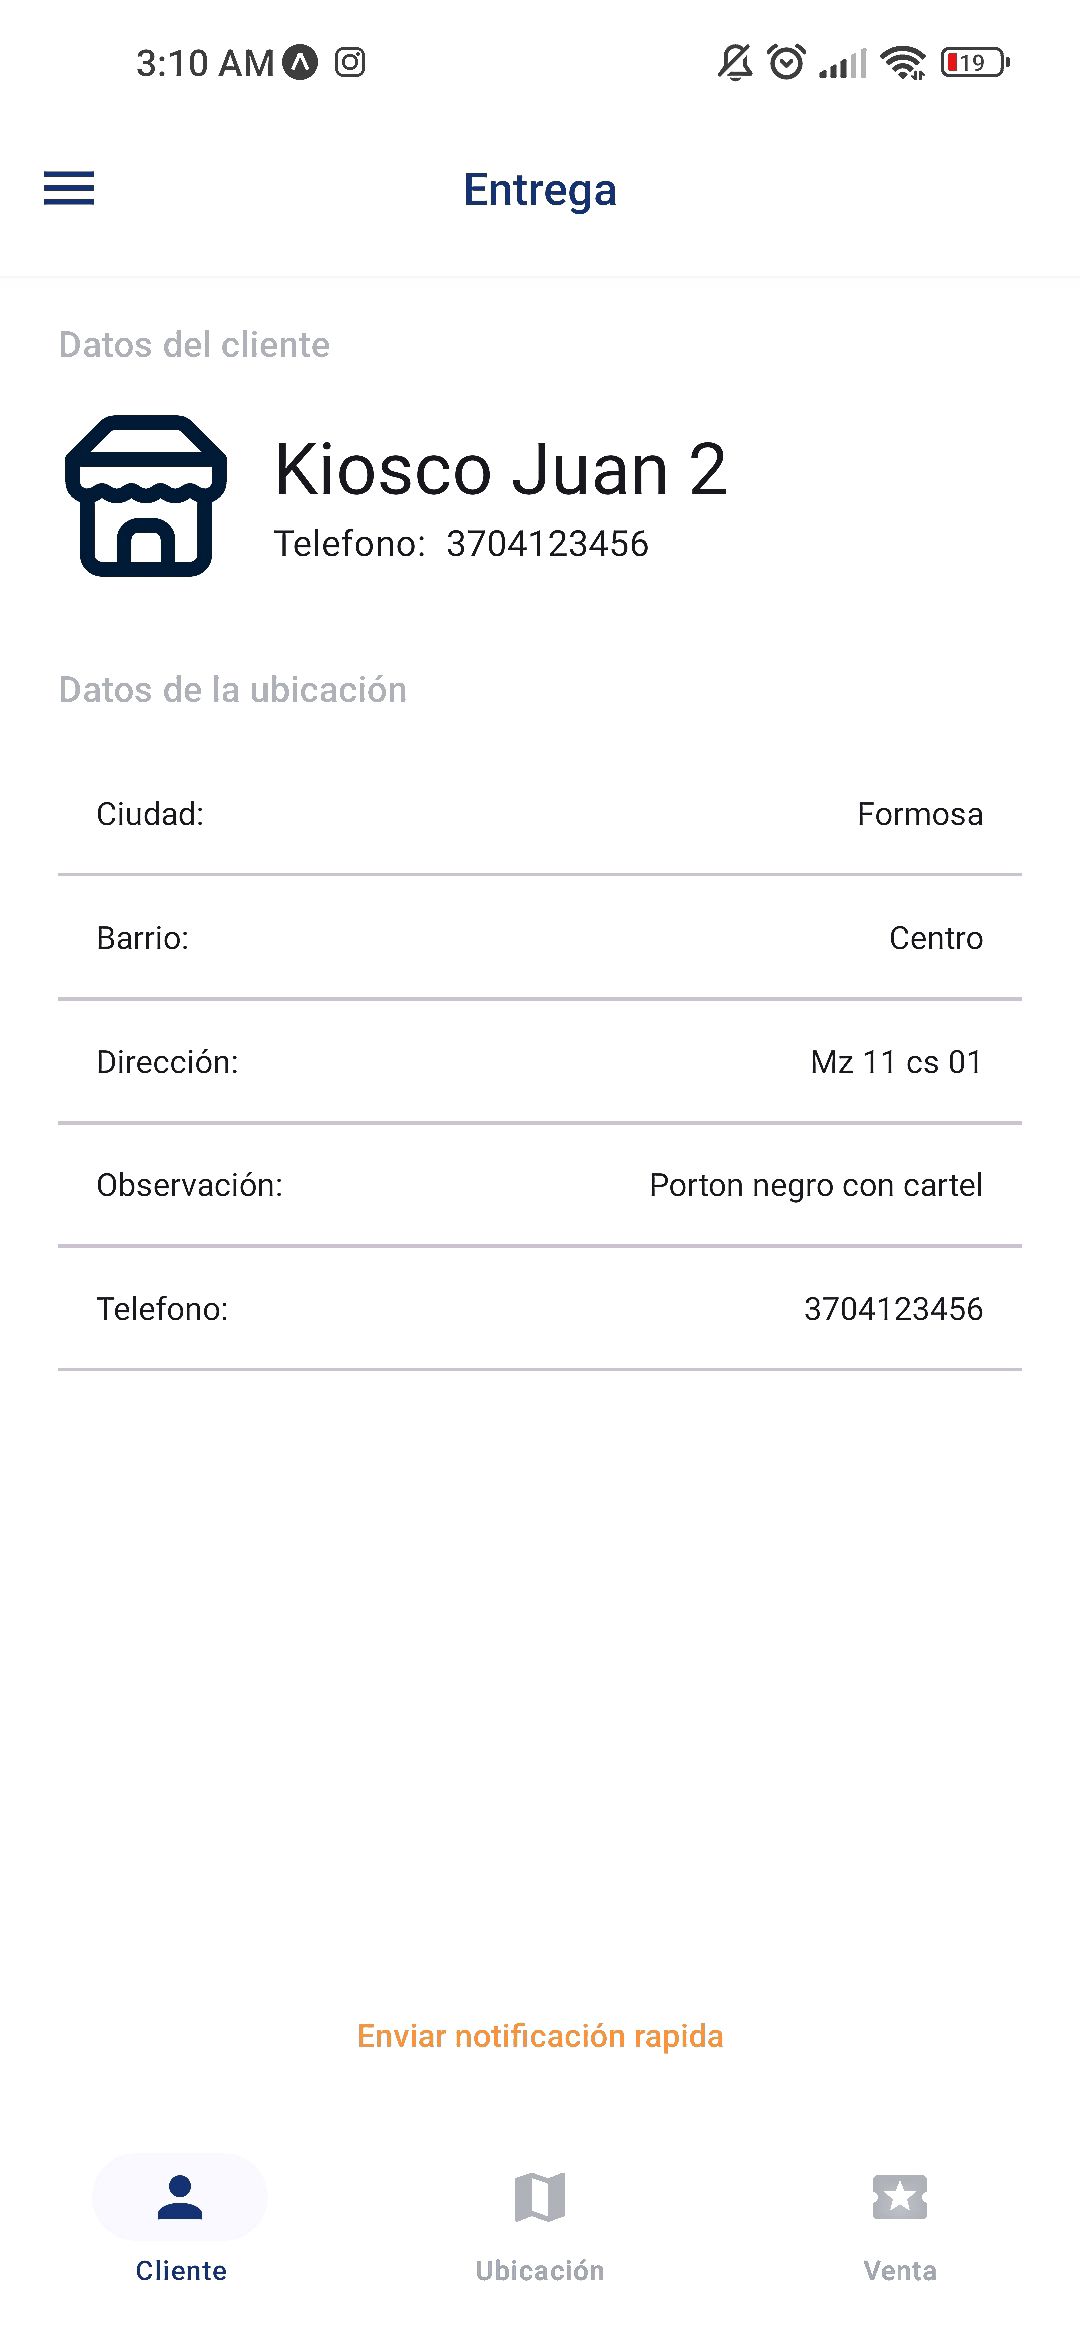 3:10 AM 19
Entrega
Datos del cliente
Kiosco Juan 2
Telefono: 3704123456
Datos de la ubicación
Ciudad: Formosa
Barrio: Centro
Dirección: Mz 11 cs 01
Observación: Porton negro con cartel
Telefono: 3704123456
Enviar notificación rapida
Cliente Ubicación Venta